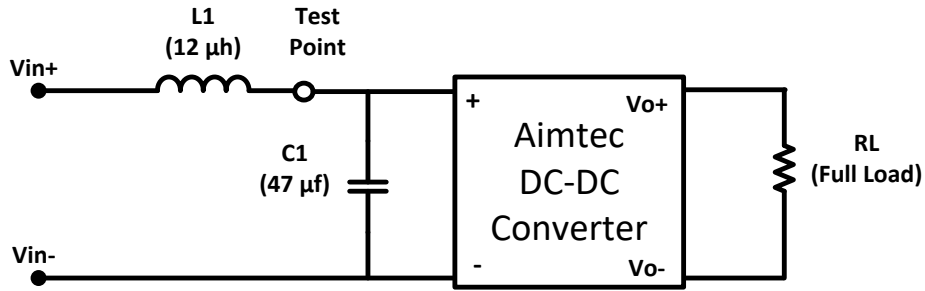 L1
(12 µh)
Test
Point
Vin+
C1
(47 µf)
Vin-
+
-
Aimtec
DC-DC
Converter
Vo+
Vo-
RL
(Full Load)